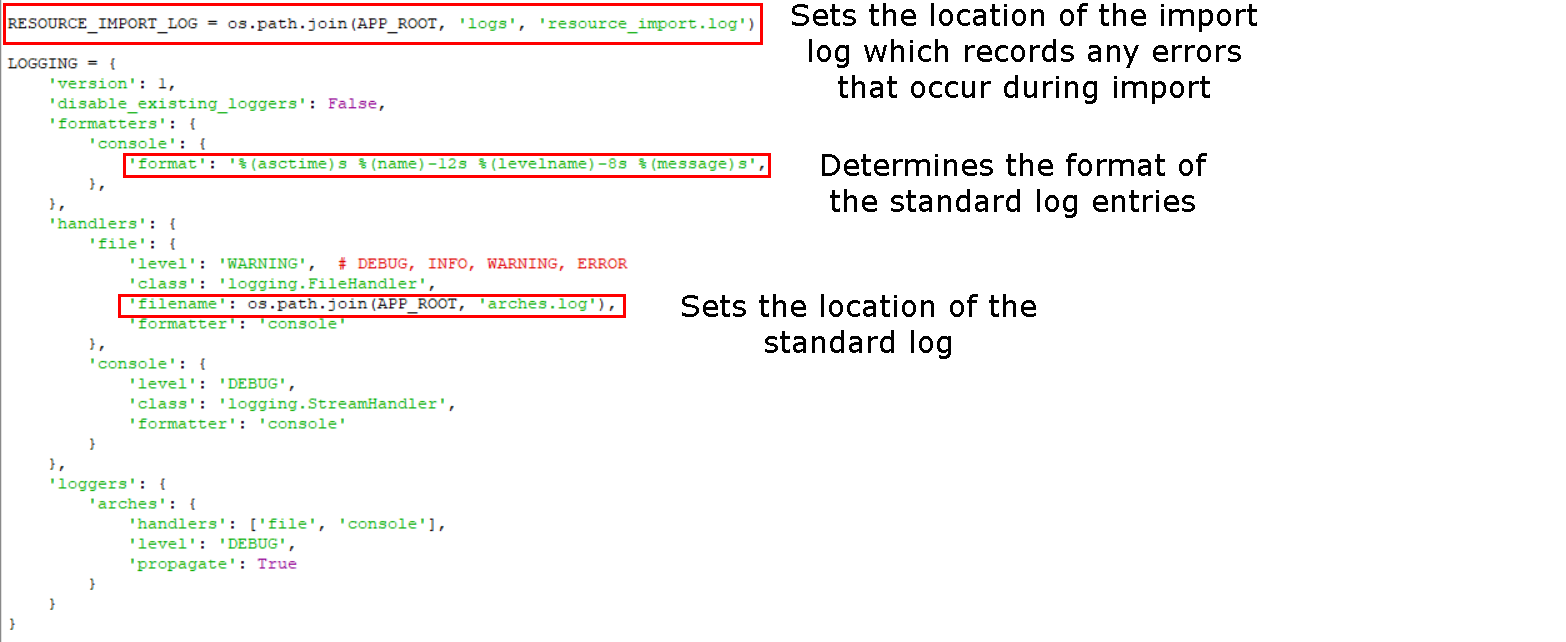 RESOURCE_IMPORT_LOG = os.path.join(APP_ROOT, 'logs', 'resource_import.log')
Sets the location of the import
log which records any errors
that occur during import
LOGGING = {
    'version': 1,
    'disable_existing_loggers': False,
    'formatters': {
        'console': {
            'format': '%(asctime)s %(name)-12s %(levelname)-8s %(message)s',
        },
    },
Determines the format of
the standard log entries
    'handlers': {
        'file': {
            'level': 'WARNING',  # DEBUG, INFO, WARNING, ERROR
            'class': 'logging.FileHandler',
            'filename': os.path.join(APP_ROOT, 'arches.log'),
            'formatter': 'console'
        },
Sets the location of the
standard log
        'console': {
            'level': 'DEBUG',
            'class': 'logging.StreamHandler',
            'formatter': 'console'
        }
    },
    'loggers': {
        'arches': {
            'handlers': ['file', 'console'],
            'level': 'DEBUG',
            'propagate': True
        }
    }
}